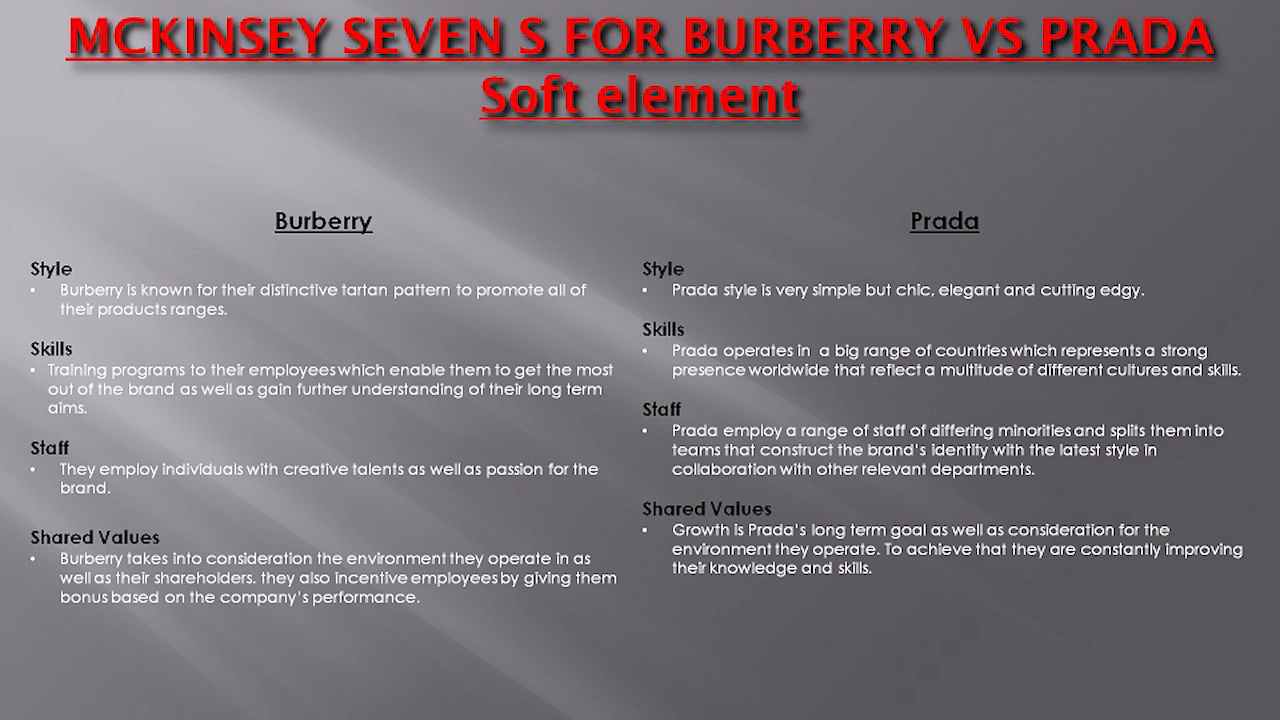 MCKINSEY SEVEN S FOR BURBERRY VS PRADA
Soft element
Burberry
Style
• Burberry is known for their distinctive tartan pattern to promote all of
their products ranges.
Skills
• Training programs to their employees which enable them to get the most
out of the brand as well as gain further understanding of their long term
aims.
Staff
• They employ individuals with creative talents as well as passion for the
brand.
Shared Values
• Burberry takes into consideration the environment they operate in as
well as their shareholders. they also incentive employees by giving them
bonus based on the company's performance.
Prada
Style
• Prada style is very simple but chic, elegant and cutting edgy.
Skills
• Prada operates in a big range of countries which represents a strong
presence worldwide that reflect a multitude of different cultures and skills.
Staff
• Prada employ a range of staff of differing minorities and splits them into
teams that construct the brand's identity with the latest style in
collaboration with other relevant departments.
Shared Values
• Growth is Prada's long term goal as well as consideration for the
environment they operate. To achieve that they are constantly improving
their knowledge and skills.